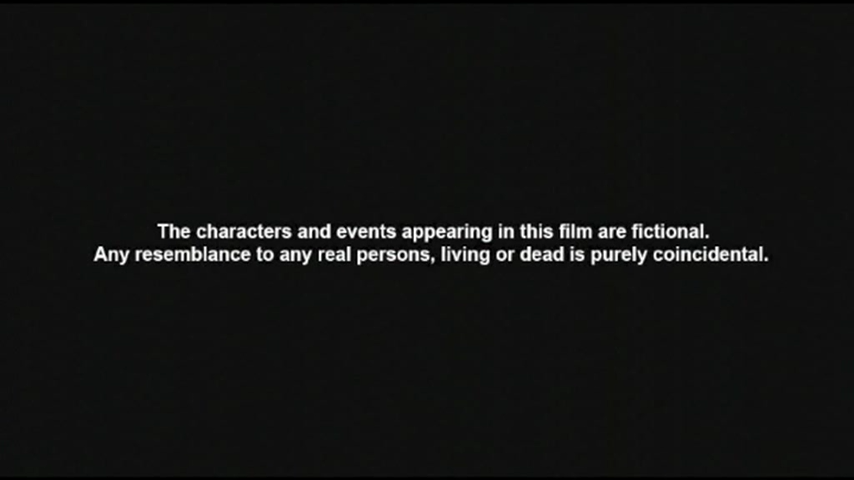 The characters and events appearing in this film are fictional.
Any resemblance to any real persons, living or dead is purely coincidental.